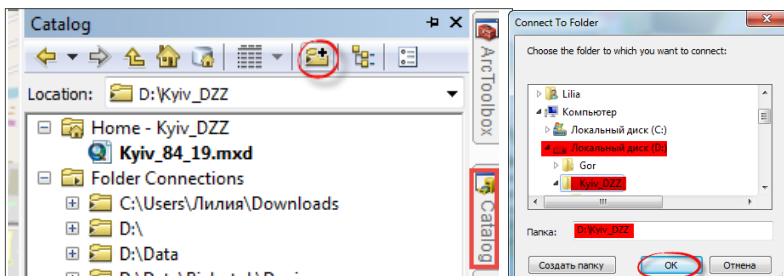 Catalog
Location: D:\Kyiv_DZZ
Home - Kyiv_DZZ
Kyiv_84_19.mxd
Folder Connections
C:\Users\Лилия\Downloads
D:\
D:\Data
ArcToolbox
Catalog
Connect To Folder
Choose the folder to which you want to connect:
Lilia
Компьютер
Локальный диск (C:)
Локальный диск (D:)
Gor
Kyiv_DZZ
Папка: D:\Kyiv_DZZ
Создать папку OK Отмена